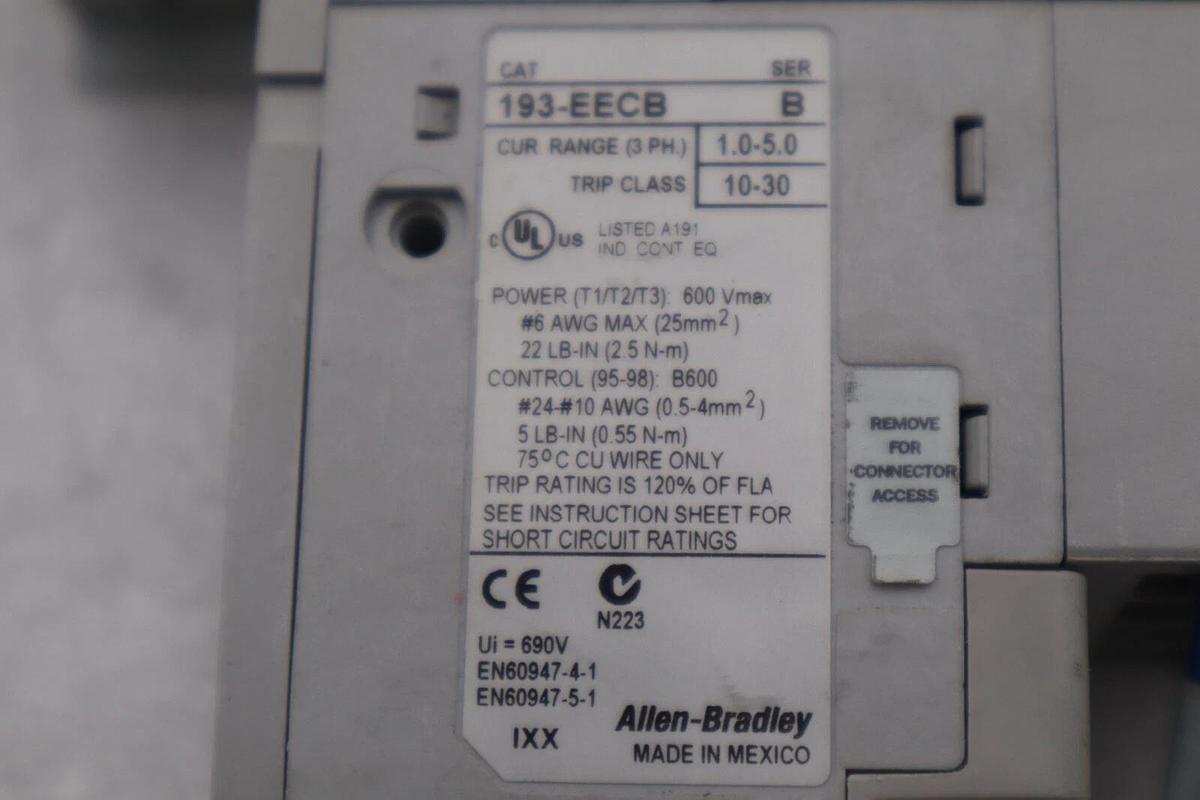 CAT SER
193-EECB B
CUR RANGE (3 PH.) 1.0-5.0
TRIP CLASS 10-30
C UL US LISTED A191
IND CONT EQ
POWER (T1/T2/T3): 600 Vmax
#6 AWG MAX (25mm²)
22 LB-IN (2.5 N-m)
CONTROL (95-98): B600
#24-#10 AWG (0.5-4mm²)
5 LB-IN (0.55 N-m)
75°C CU WIRE ONLY
TRIP RATING IS 120% OF FLA
SEE INSTRUCTION SHEET FOR
SHORT CIRCUIT RATINGS
CE
N223
Ui = 690V
EN60947-4-1
EN60947-5-1
IXX
Allen-Bradley
MADE IN MEXICO
REMOVE
FOR
CONNECTOR
ACCESS